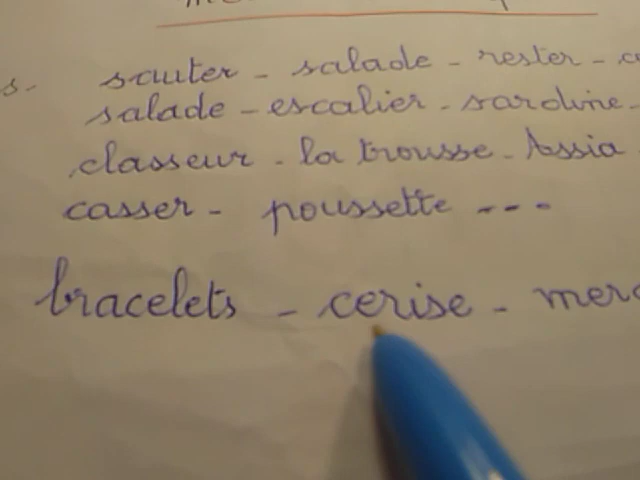 s- sauter - salade - rester -
salade - escalier - sardine -
classeur - la trousse - Assia -
casser - poussette ---
bracelets - cerise -